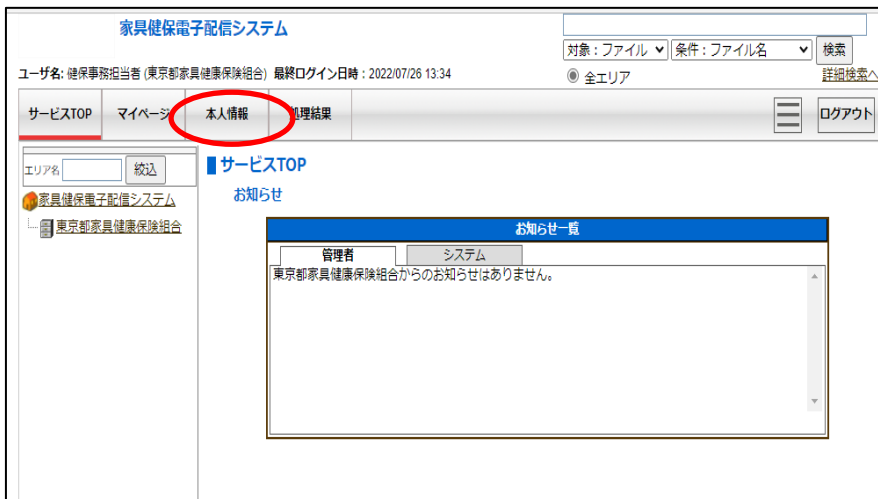 家具健保電子配信システム
対象：ファイル 条件：ファイル名 検索
ユーザ名: 健保事務担当者 (東京都家具健康保険組合) 最終ログイン日時：2022/07/26 13:34
全エリア 詳細検索へ
サービスTOP マイページ 本人情報 処理結果 ログアウト
エリア名 絞込
家具健保電子配信システム
東京都家具健康保険組合
サービスTOP
お知らせ
お知らせ一覧
管理者 システム
東京都家具健康保険組合からのお知らせはありません。